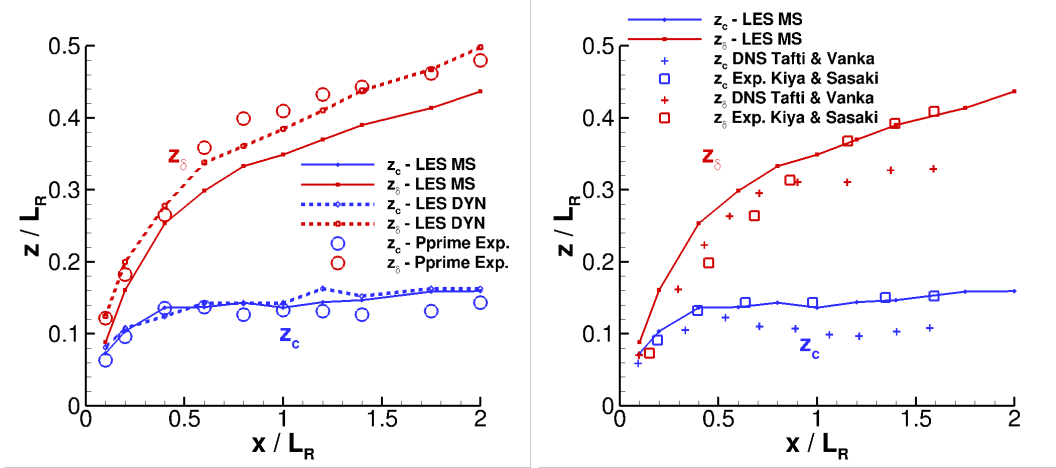 z / L_R
0.5
0.4
0.3
0.2
0.1
0
z_δ
z_c - LES MS
z_δ - LES MS
z_c - LES DYN
z_δ - LES DYN
z_c - Pprime Exp.
z_δ - Pprime Exp.
z_c
0 0.5 1 1.5 2
x / L_R
z_c - LES MS
z_δ - LES MS
z_c DNS Tafti & Vanka
z_c Exp. Kiya & Sasaki
z_δ DNS Tafti & Vanka
z_δ Exp. Kiya & Sasaki
z / L_R
0.5
0.4
0.3
0.2
0.1
0
z_δ
z_c
0 0.5 1 1.5 2
x / L_R